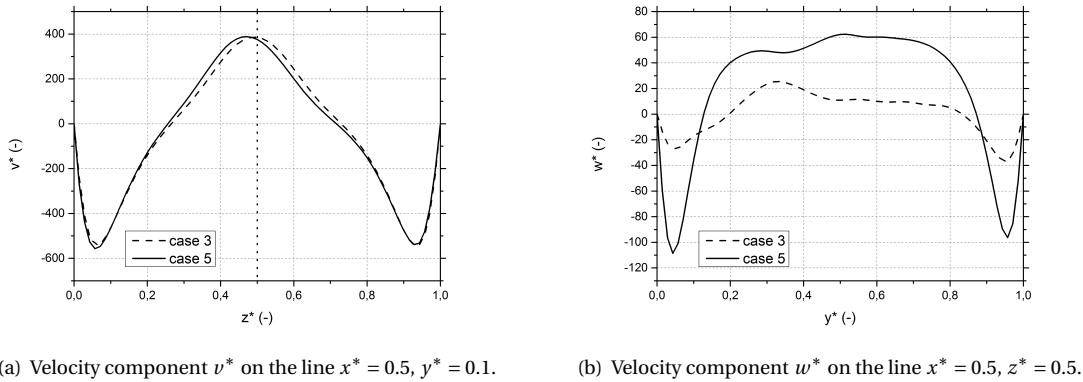 400
200
0
-200
-400
-600
v* (-)
case 3
case 5
0,0 0,2 0,4 0,6 0,8 1,0
z* (-)
80
60
40
20
0
-20
-40
-60
-80
-100
-120
w* (-)
case 3
case 5
0,0 0,2 0,4 0,6 0,8 1,0
y* (-)
a) Velocity component v* on the line x* = 0.5, y* = 0.1.
(b) Velocity component w* on the line x* = 0.5, z* = 0.5.